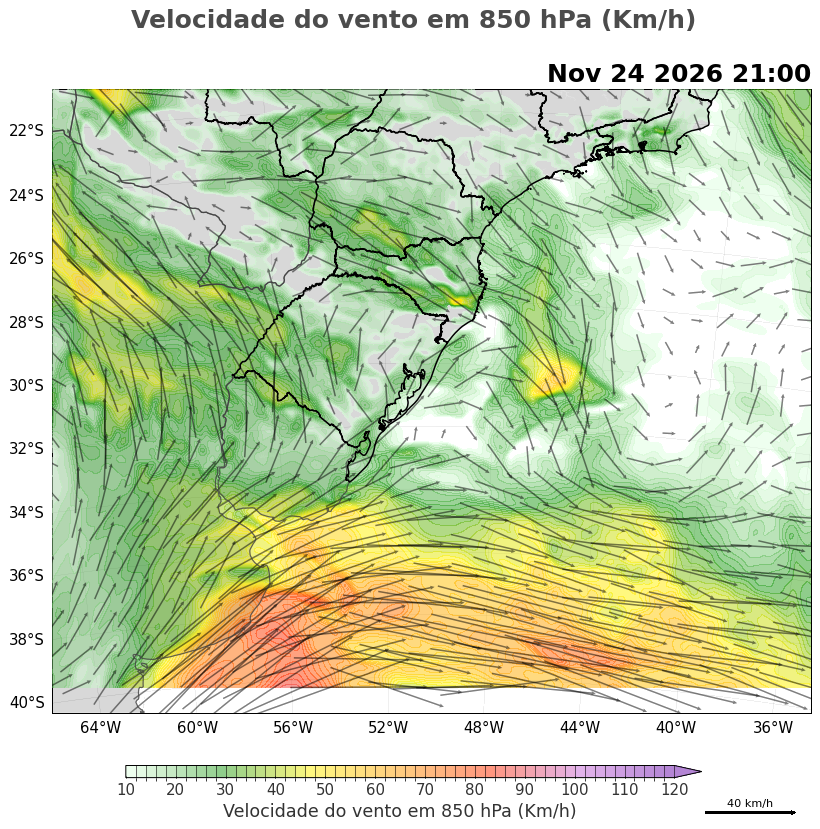 Velocidade do vento em 850 hPa (Km/h)
Nov 24 2026 21:00
22°S
24°S
26°S
28°S
30°S
32°S
34°S
36°S
38°S
40°S
64°W 60°W 56°W 52°W 48°W 44°W 40°W 36°W
10 20 30 40 50 60 70 80 90 100 110 120
Velocidade do vento em 850 hPa (Km/h)
40 km/h